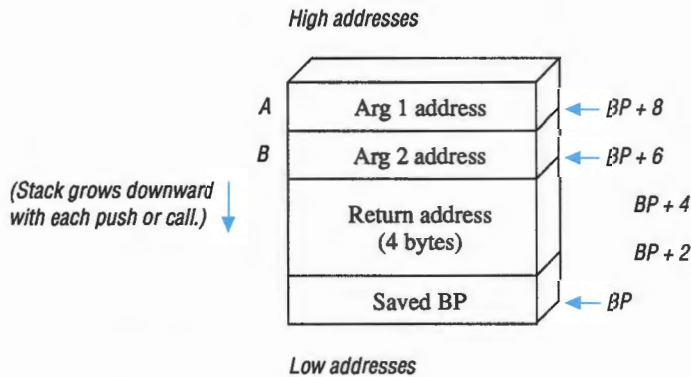 High addresses
A Arg 1 address BP + 8
B Arg 2 address BP + 6
(Stack grows downward
with each push or call.)
Return address
(4 bytes)
BP + 4
BP + 2
Saved BP BP
Low addresses